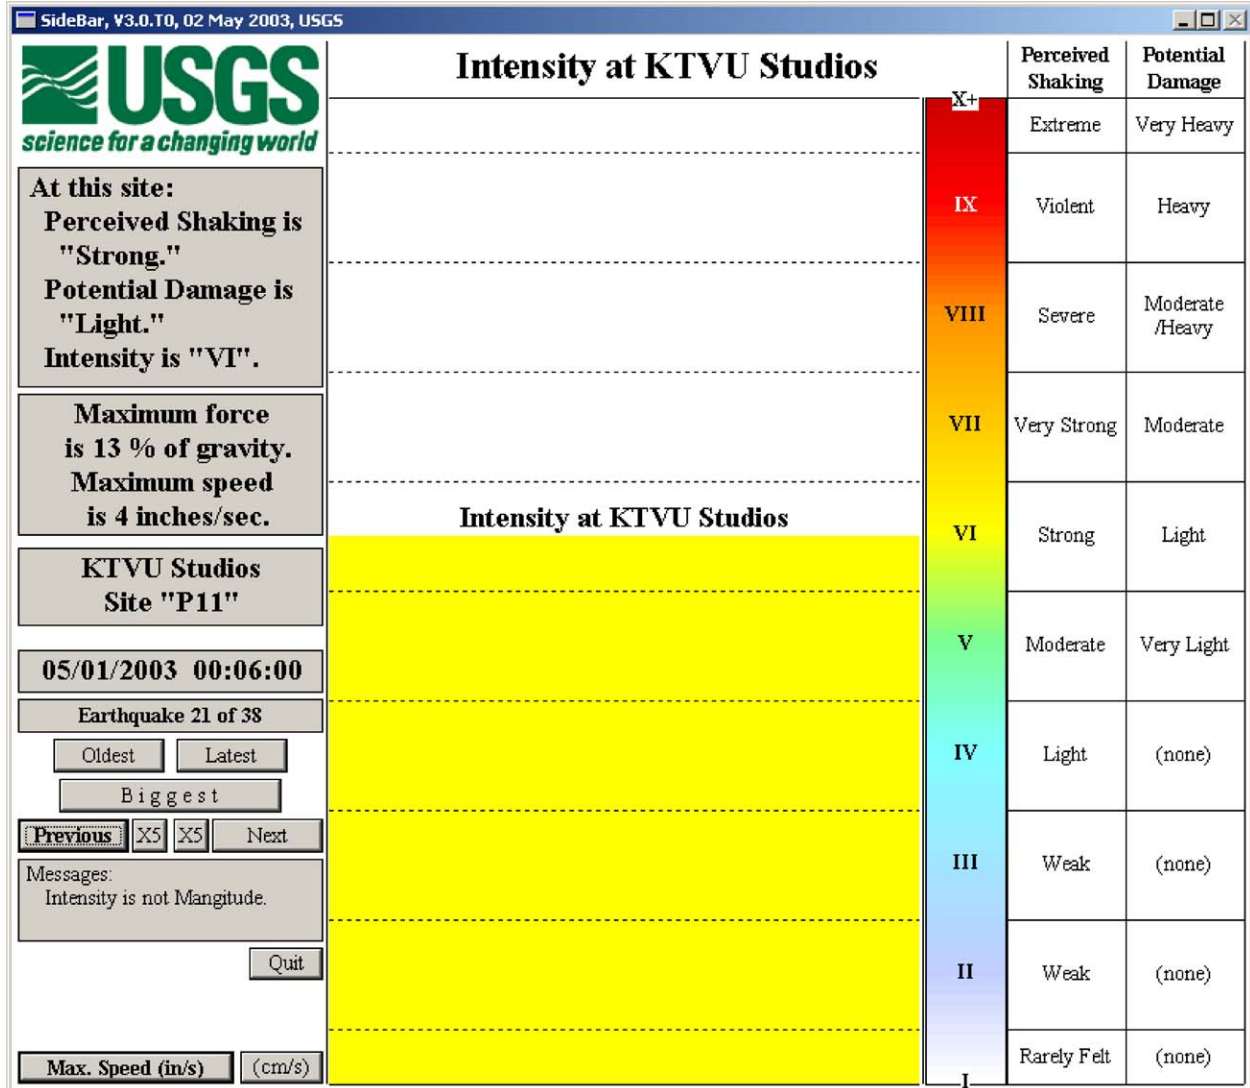 SideBar, V3.0.T0, 02 May 2003, USGS
USGS
science for a changing world
At this site:
Perceived Shaking is
"Strong."
Potential Damage is
"Light."
Intensity is "VI".
Maximum force
is 13 % of gravity.
Maximum speed
is 4 inches/sec.
KTVU Studios
Site "P11"
05/01/2003 00:06:00
Earthquake 21 of 38
Oldest Latest
Biggest
Previous X5 X5 Next
Messages:
Intensity is not Mangitude.
Quit
Max. Speed (in/s) (cm/s)
Intensity at KTVU Studios
Intensity at KTVU Studios
Perceived Shaking
Potential Damage
X+
Extreme Very Heavy
IX Violent Heavy
VIII Severe Moderate /Heavy
VII Very Strong Moderate
VI Strong Light
V Moderate Very Light
IV Light (none)
III Weak (none)
II Weak (none)
Rarely Felt (none)
I